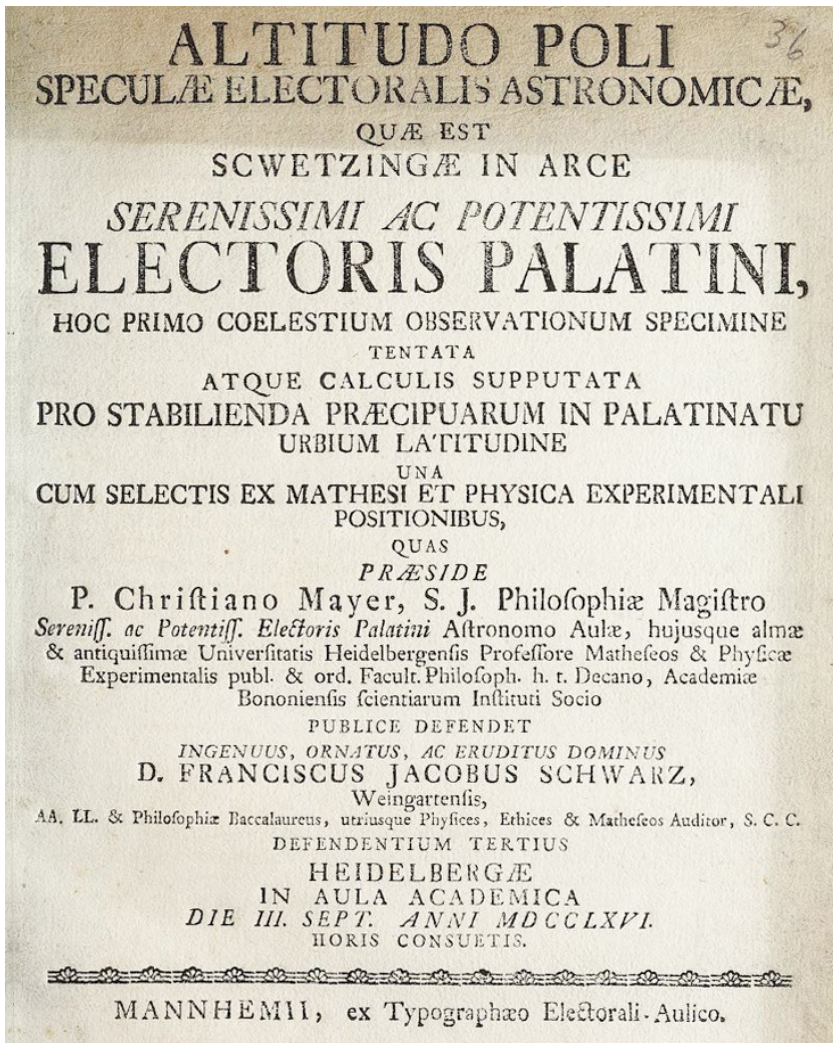 36
ALTITUDO POLI
SPECULÆ ELECTORALIS ASTRONOMICÆ,
QUÆ EST
SCWETZINGÆ IN ARCE
SERENISSIMI AC POTENTISSIMI
ELECTORIS PALATINI,
HOC PRIMO COELESTIUM OBSERVATIONUM SPECIMINE
TENTATA
ATQUE CALCULIS SUPPUTATA
PRO STABILIENDA PRÆCIPUARUM IN PALATINATU
URBIUM LATITUDINE
UNA
CUM SELECTIS EX MATHESI ET PHYSICA EXPERIMENTALI
POSITIONIBUS,
QUAS
PRÆSIDE
P. Chriſtiano Mayer, S. J. Philoſophiæ Magiſtro
Sereniſſ. ac Potentiſſ. Electoris Palatini Aſtronomo Aulæ, hujusque almæ
& antiquiſſimæ Univerſitatis Heidelbergenſis Profeſſore Matheſeos & Phyſicæ
Experimentalis publ. & ord. Facult. Philoſoph. h. t. Decano, Academiæ
Bononienſis ſcientiarum Inſtituti Socio
PUBLICE DEFENDET
INGENUUS, ORNATUS, AC ERUDITUS DOMINUS
D. FRANCISCUS JACOBUS SCHWARZ,
Weingartenſis,
AA. LL. & Philoſophiæ Baccalaureus, utriusque Phyſices, Ethices & Matheſeos Auditor, S. C. C.
DEFENDENTIUM TERTIUS
HEIDELBERGÆ
IN AULA ACADEMICA
DIE III. SEPT. ANNI MDCCLXVI.
HORIS CONSUETIS.
MANNHEMII, ex Typographæo Electorali-Aulico.